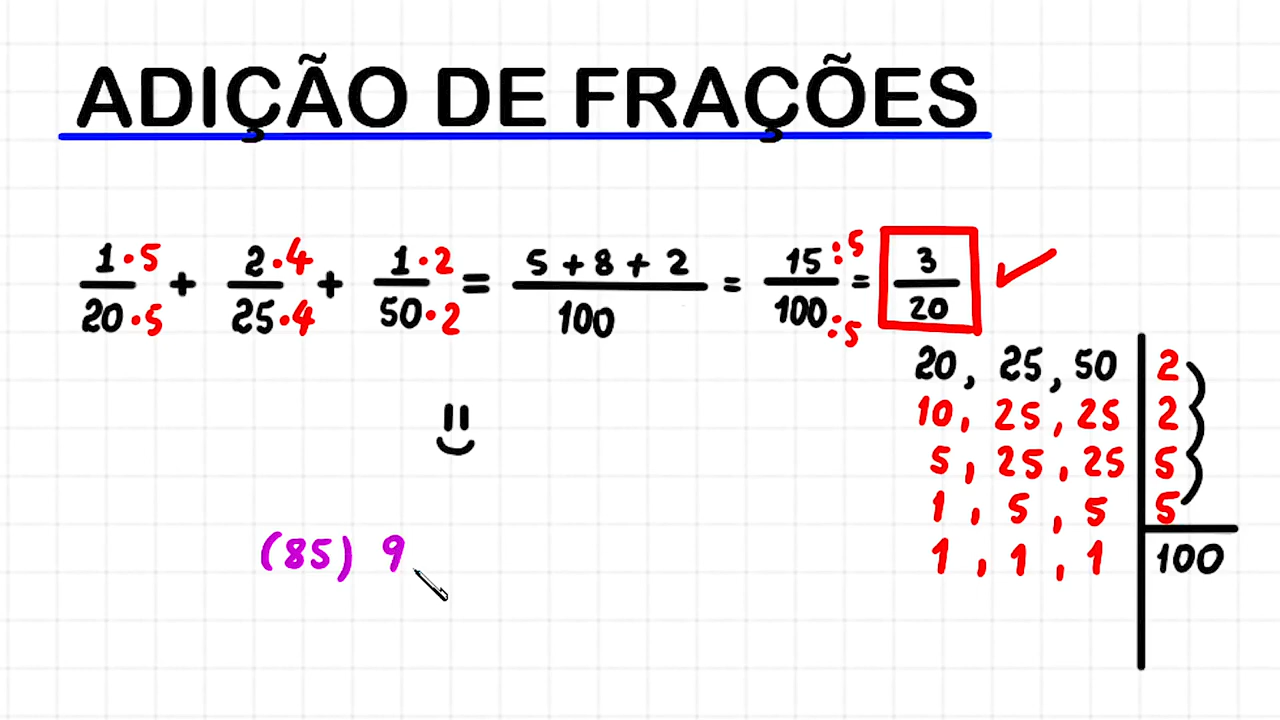 ADIÇÃO DE FRAÇÕES
1·5/20·5 + 2·4/25·4 + 1·2/50·2 = 5+8+2/100 = 15:5/100:5 = 3/20 ✓
20, 25, 50 | 2
10, 25, 25 | 2
5, 25, 25 | 5
1, 5, 5 | 5
1, 1, 1 | 100
(85) 9